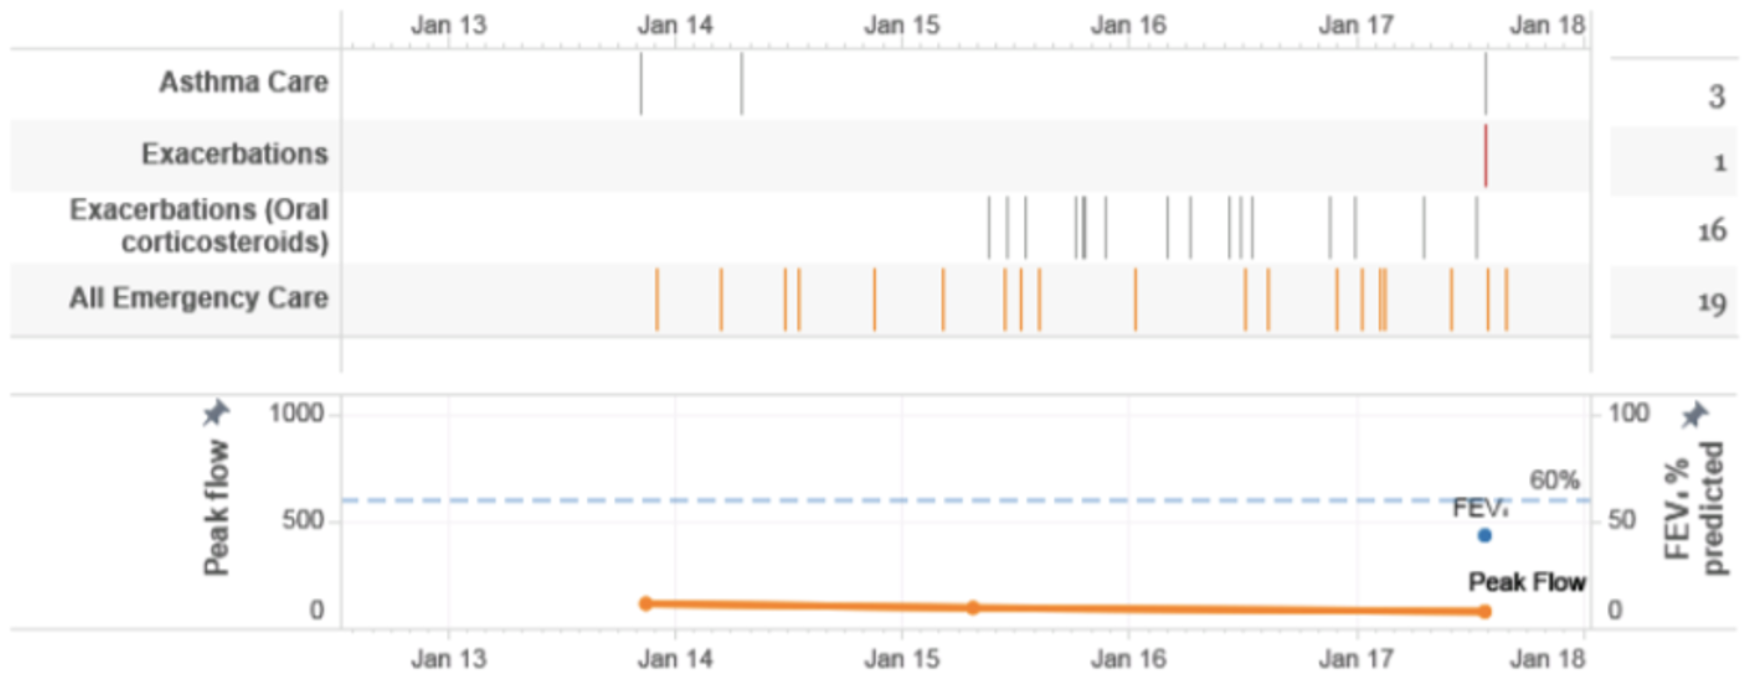 Jan 13 Jan 14 Jan 15 Jan 16 Jan 17 Jan 18
Asthma Care 3
Exacerbations 1
Exacerbations (Oral
corticosteroids) 16
All Emergency Care 19
1000 100
60%
FEV₁
500 50
Peak Flow
0 0
Peak flow
FEV₁ %
predicted
Jan 13 Jan 14 Jan 15 Jan 16 Jan 17 Jan 18